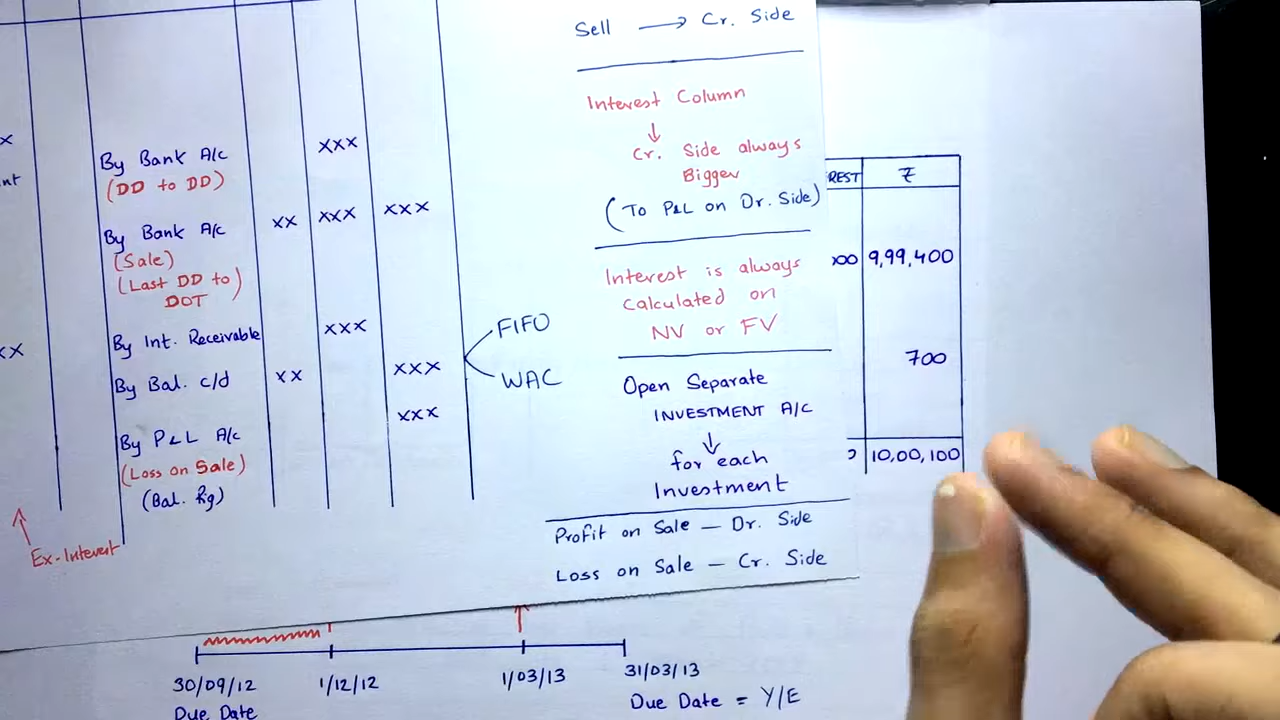 x
nt
xx
Ex-Interest
By Bank A/c
(DD to DD)
xxx
By Bank A/c
xx xxx xxx
(Sale)
(Last DD to
DOT)
By Int. Receivable
xxx
By Bal. c/d
xx xxx
xxx
By P&L A/c
(Loss on Sale)
(Bal. fig)
FIFO
WAC
Sell → Cr. Side
Interest Column
↓
Cr. Side always
Bigger
(To P&L on Dr. Side)
Interest is always
Calculated on
NV or FV
Open Separate
INVESTMENT A/C
↓
for each
Investment
Profit on Sale – Dr. Side
Loss on Sale – Cr. Side
REST ₹
00 9,99,400
700
10,00,100
30/09/12 1/12/12 1/03/13 31/03/13
Due Date Due Date = Y/E